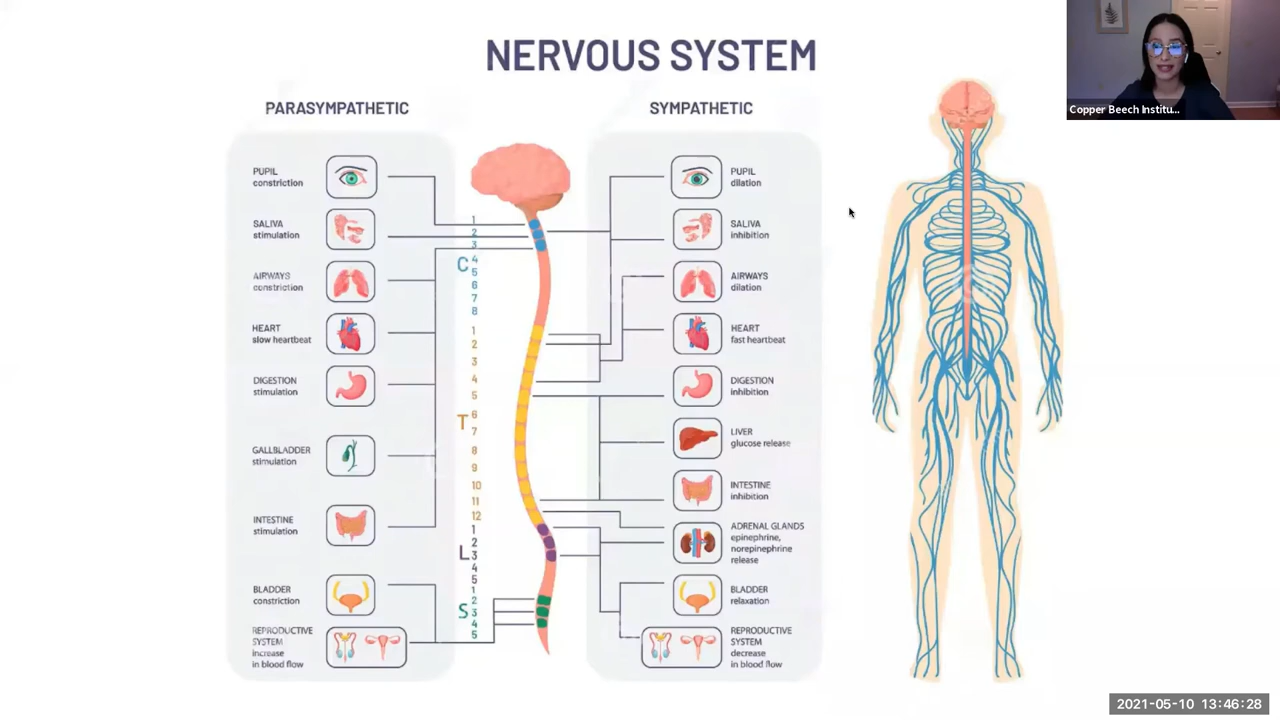 NERVOUS SYSTEM
PARASYMPATHETIC
PUPIL
constriction
SALIVA
stimulation
AIRWAYS
constriction
HEART
slow heartbeat
DIGESTION
stimulation
GALLBLADDER
stimulation
INTESTINE
stimulation
BLADDER
constriction
REPRODUCTIVE
SYSTEM
increase
in blood flow
C
1
2
3
4
5
6
7
8
T
1
2
3
4
5
6
7
8
9
10
11
12
L
1
2
3
4
5
S
1
2
3
4
5
SYMPATHETIC
PUPIL
dilation
SALIVA
inhibition
AIRWAYS
dilation
HEART
fast heartbeat
DIGESTION
inhibition
LIVER
glucose release
INTESTINE
inhibition
ADRENAL GLANDS
epinephrine,
norepinephrine
release
BLADDER
relaxation
REPRODUCTIVE
SYSTEM
decrease
in blood flow
Copper Beech Institu...
2021-05-10 13:46:28